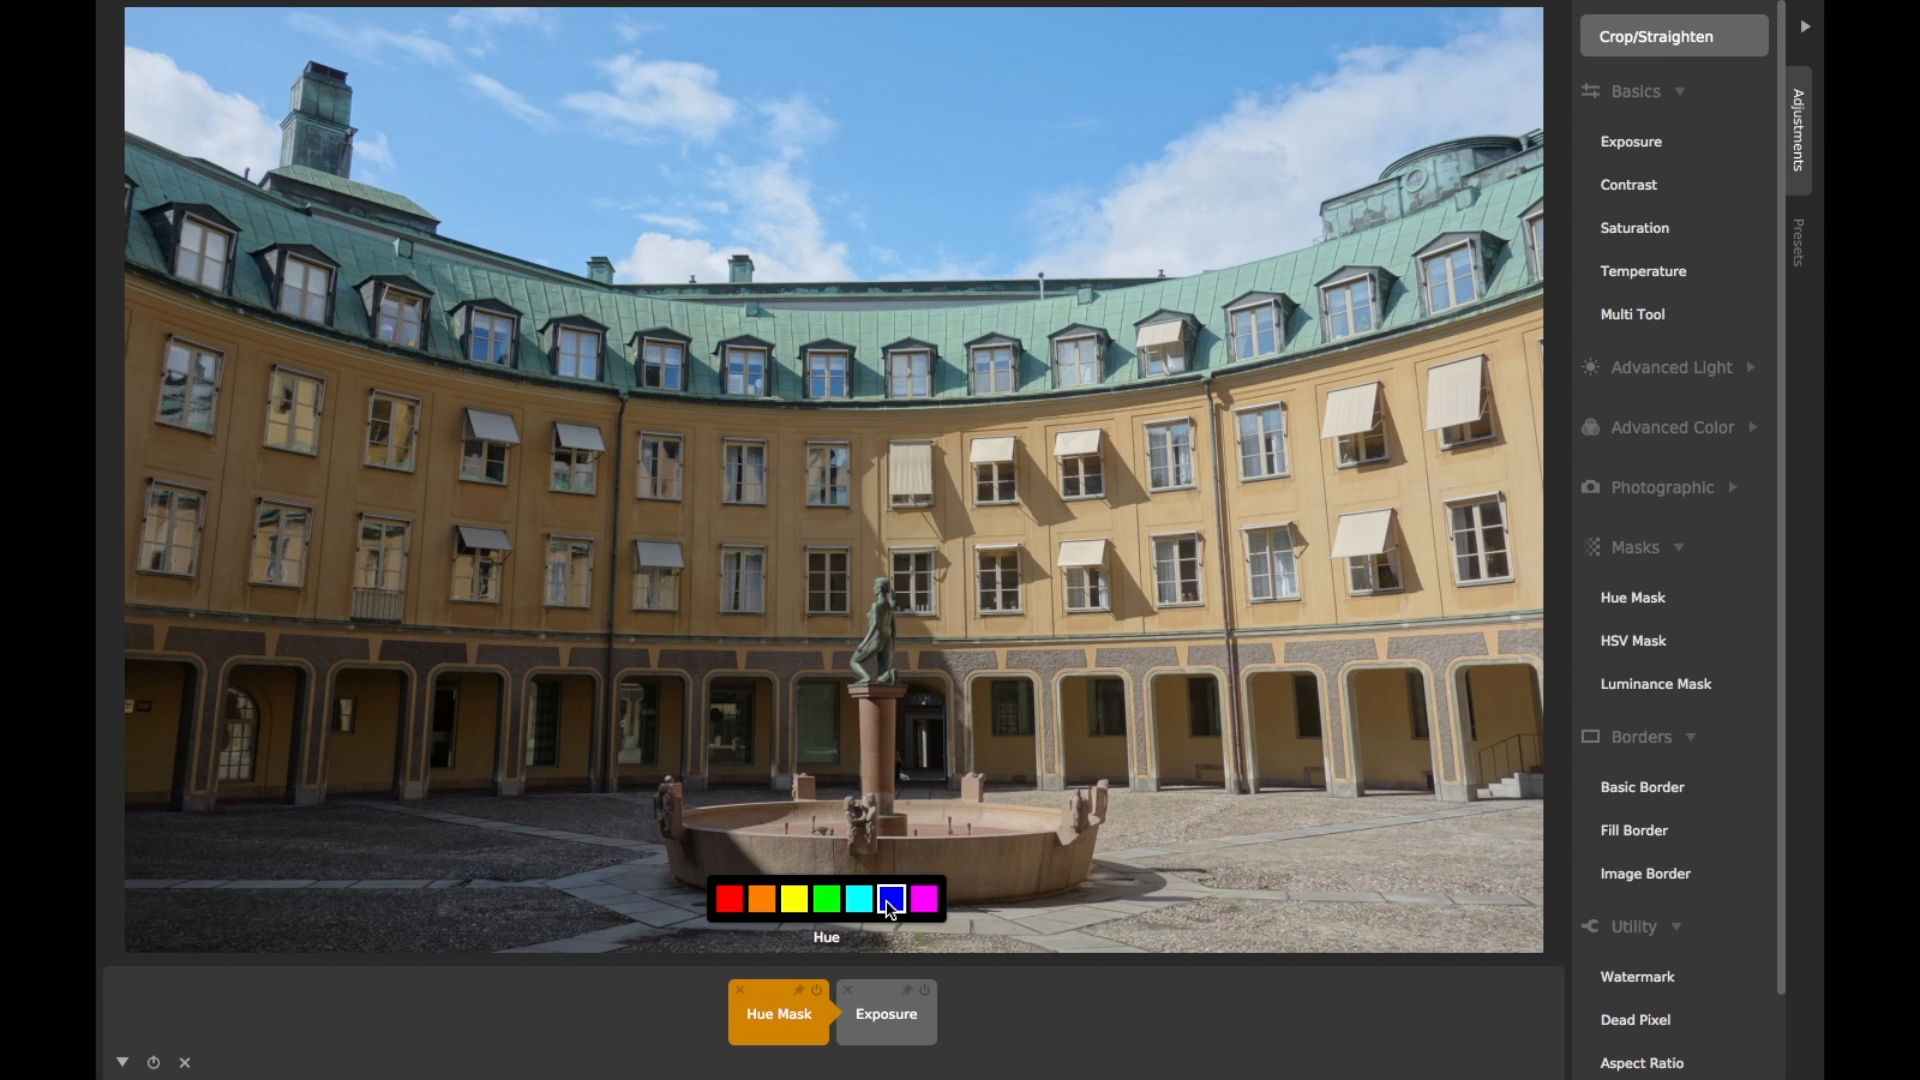 Crop/Straighten
Basics
Exposure
Contrast
Saturation
Temperature
Multi Tool
Advanced Light
Advanced Color
Photographic
Masks
Hue Mask
HSV Mask
Luminance Mask
Borders
Basic Border
Fill Border
Image Border
Utility
Watermark
Dead Pixel
Aspect Ratio
Adjustments
Presets
Hue
Hue Mask
Exposure